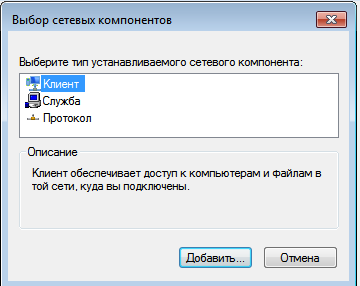 Выбор сетевых компонентов
Выберите тип устанавливаемого сетевого компонента:
Клиент
Служба
Протокол
Описание
Клиент обеспечивает доступ к компьютерам и файлам в
той сети, куда вы подключены.
Добавить...
Отмена